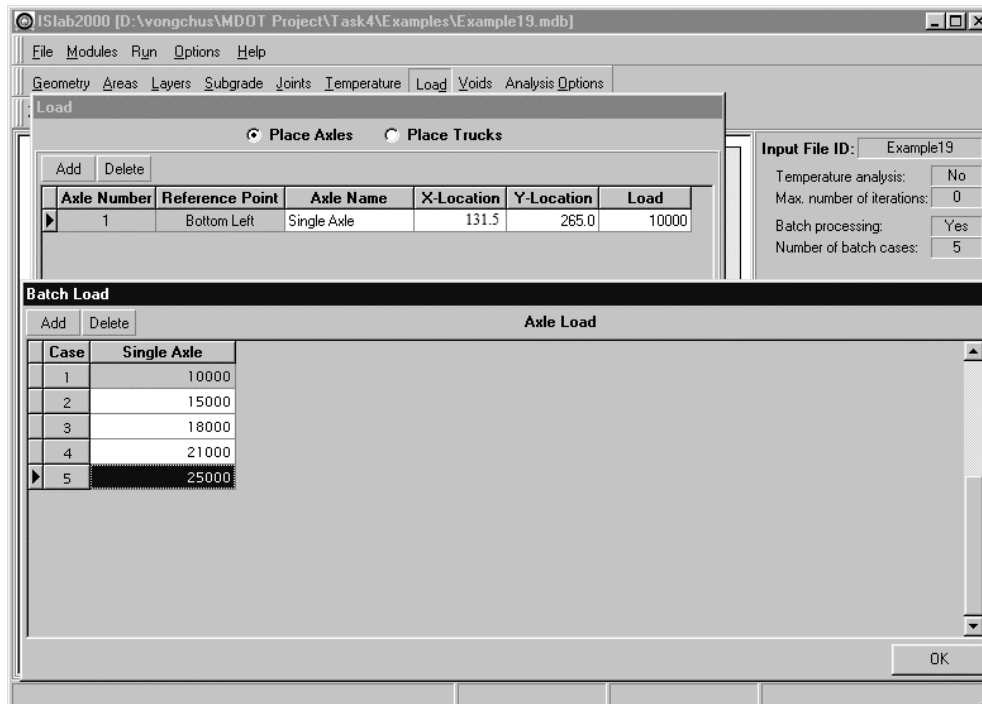 ISlab2000 [D:\vongchus\MDOT Project\Task4\Examples\Example19.mdb]
File Modules Run Options Help
Geometry Areas Layers Subgrade Joints Temperature Load Voids Analysis Options
Load
Place Axles Place Trucks
Add Delete
Axle Number Reference Point Axle Name X-Location Y-Location Load
1 Bottom Left Single Axle 131.5 265.0 10000
Input File ID: Example19
Temperature analysis: No
Max. number of iterations: 0
Batch processing: Yes
Number of batch cases: 5
Batch Load
Add Delete Axle Load
Case Single Axle
1 10000
2 15000
3 18000
4 21000
5 25000
OK